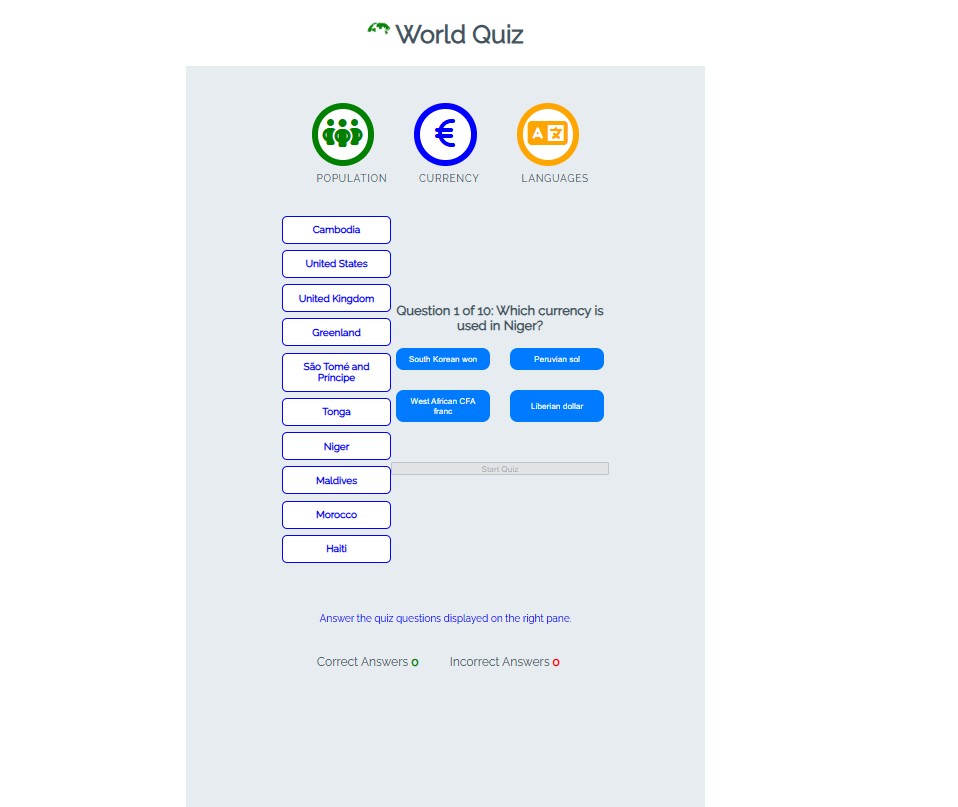 World Quiz
POPULATION
CURRENCY
LANGUAGES
Cambodia
United States
United Kingdom
Greenland
São Tomé and
Príncipe
Tonga
Niger
Maldives
Morocco
Haiti
Question 1 of 10: Which currency is
used in Niger?
South Korean won
Peruvian sol
West African CFA
franc
Liberian dollar
Start Quiz
Answer the quiz questions displayed on the right pane.
Correct Answers 0
Incorrect Answers 0